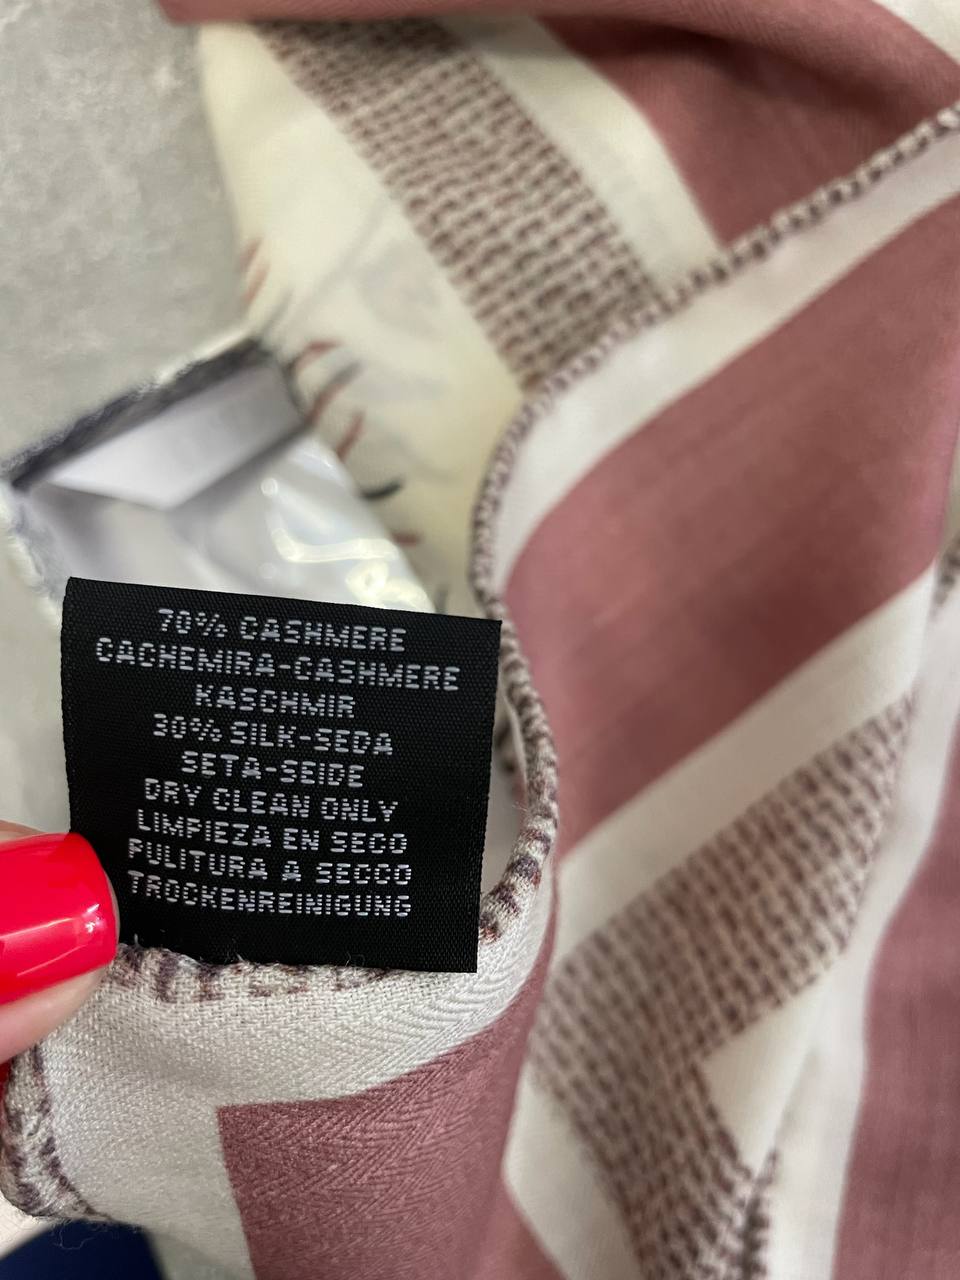 70% CASHMERE
CACHEMIRA-CASHMERE
KASCHMIR
30% SILK-SEDA
SETA-SEIDE
DRY CLEAN ONLY
LIMPIEZA EN SECO
PULITURA A SECCO
TROCKENREINIGUNG